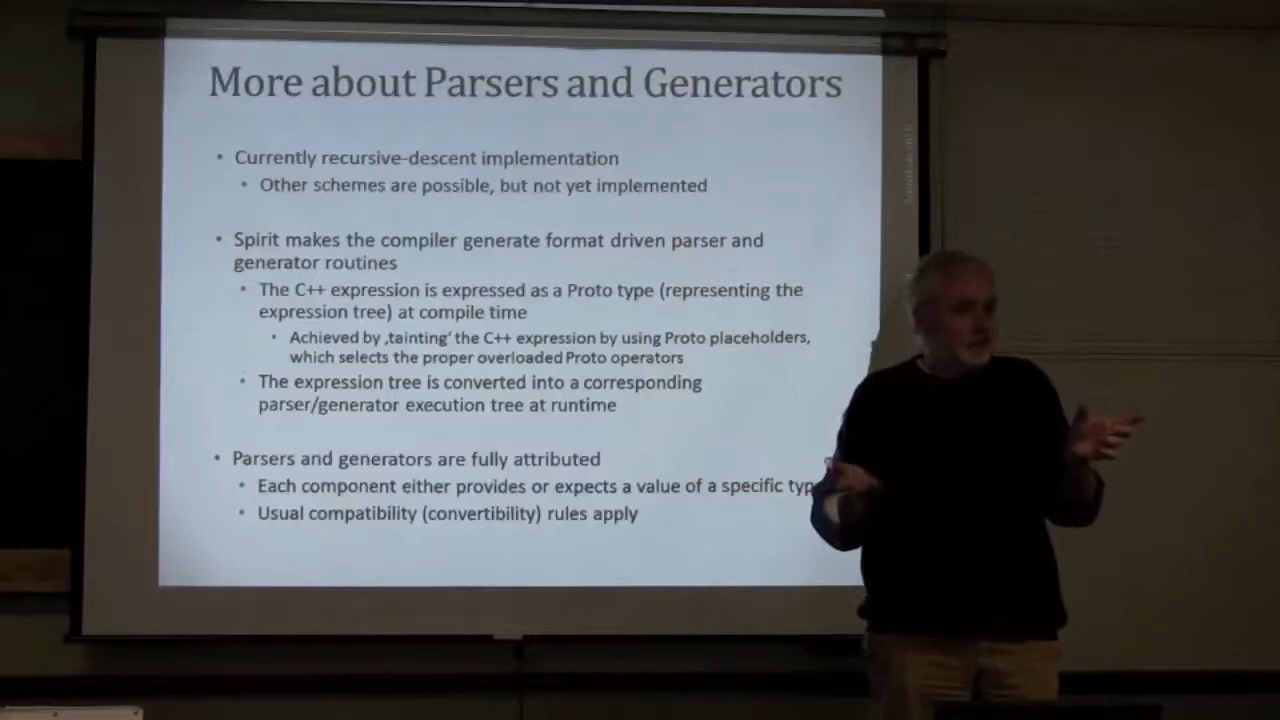 More about Parsers and Generators
• Currently recursive-descent implementation
• Other schemes are possible, but not yet implemented
• Spirit makes the compiler generate format driven parser and
generator routines
• The C++ expression is expressed as a Proto type (representing the
expression tree) at compile time
• Achieved by ‚tainting‘ the C++ expression by using Proto placeholders,
which selects the proper overloaded Proto operators
• The expression tree is converted into a corresponding
parser/generator execution tree at runtime
• Parsers and generators are fully attributed
• Each component either provides or expects a value of a specific typ
• Usual compatibility (convertibility) rules apply